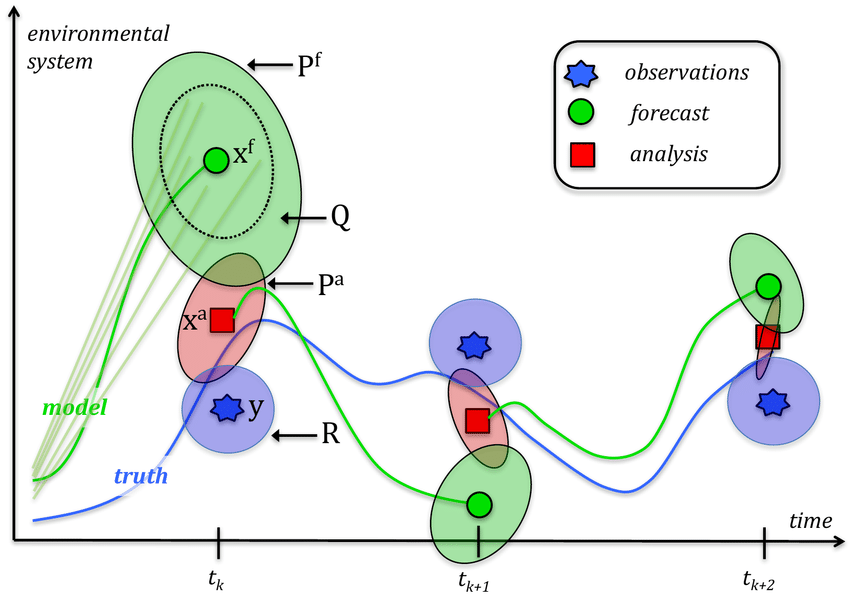 environmental
system
P^f
observations
forecast
analysis
x^f
Q
P^a
x^a
model
y
R
truth
time
t_k
t_{k+1}
t_{k+2}